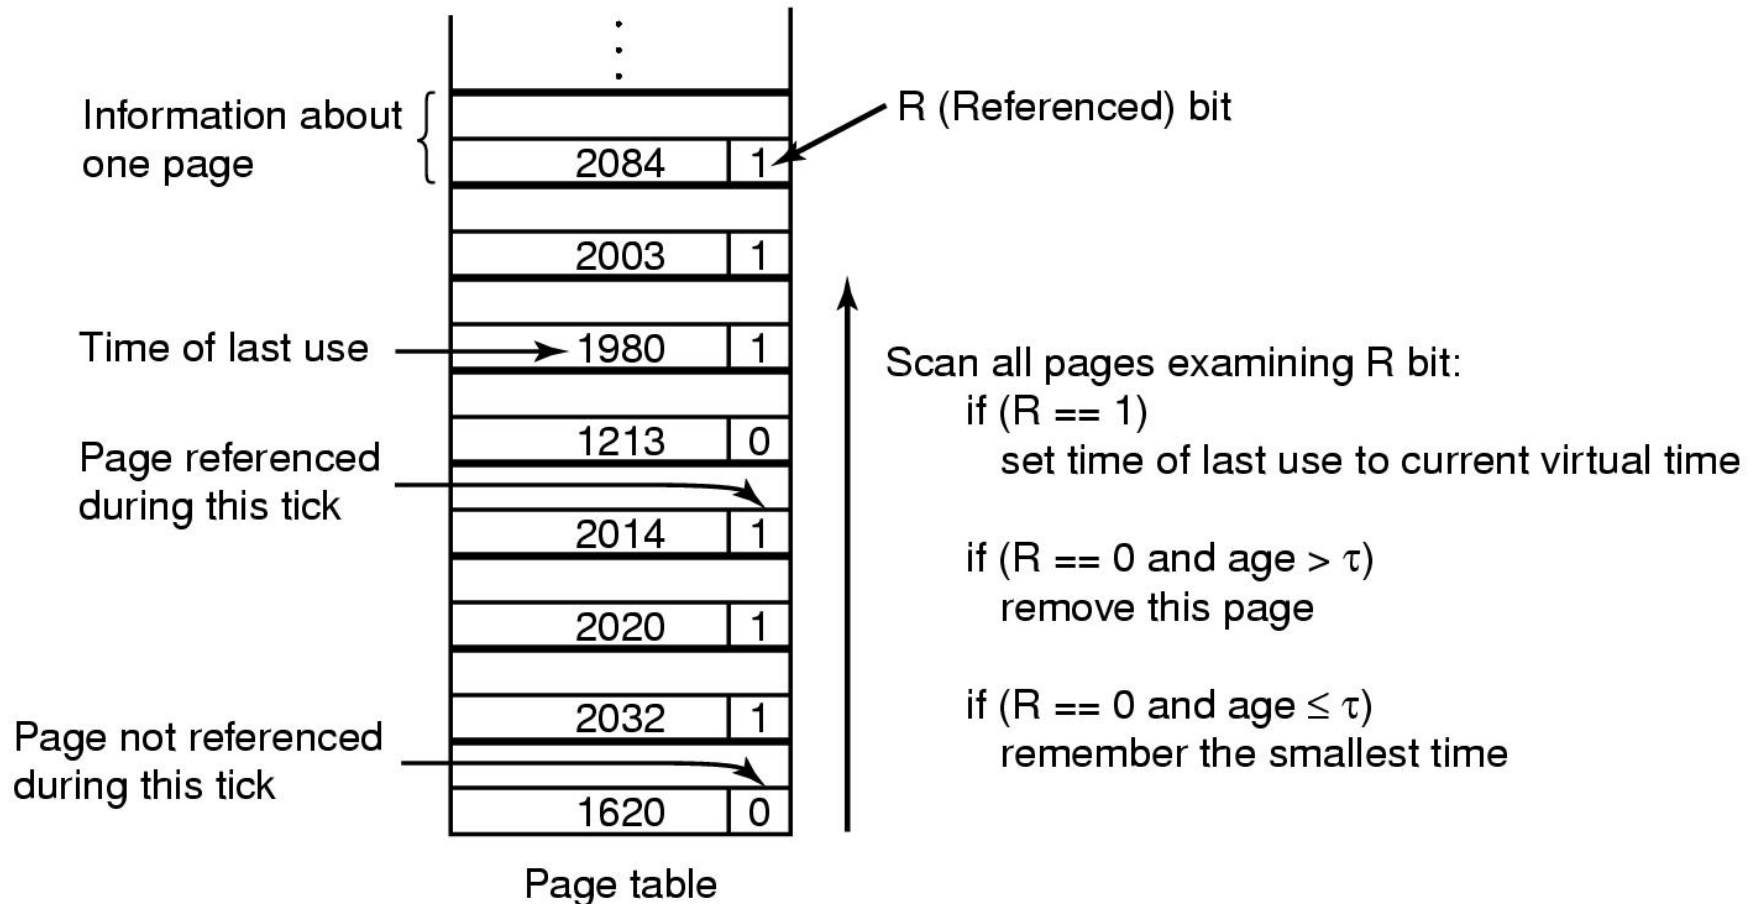 Information about
one page
R (Referenced) bit
2084 1
2003 1
Time of last use
1980 1
Scan all pages examining R bit:
if (R == 1)
set time of last use to current virtual time
1213 0
Page referenced
during this tick
2014 1
if (R == 0 and age > τ)
remove this page
2020 1
if (R == 0 and age ≤ τ)
remember the smallest time
2032 1
Page not referenced
during this tick
1620 0
Page table